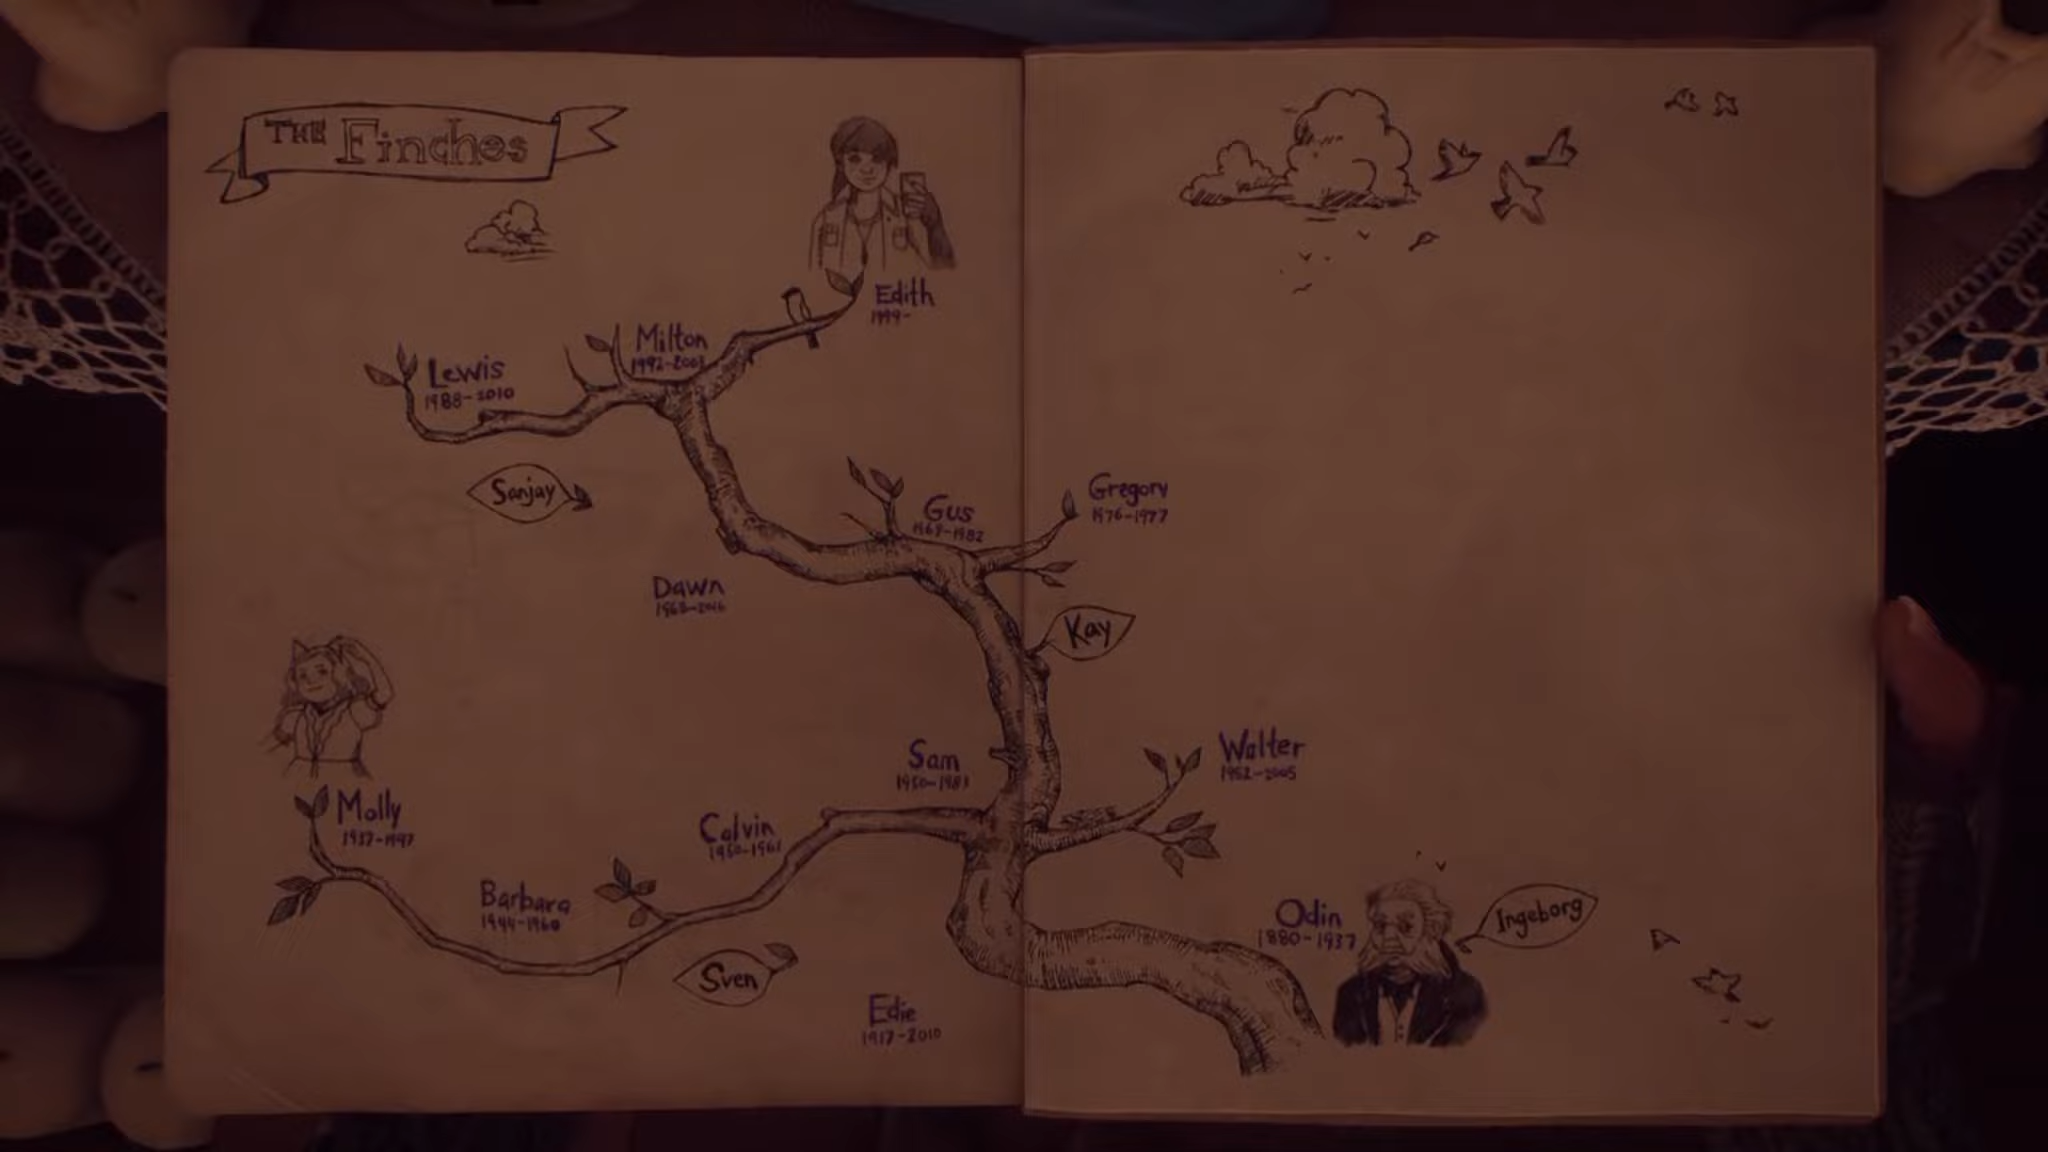 THE Finches
Edith
1999-
Milton
1992-2003
Lewis
1988-2010
Sanjay
Gus
1969-1982
Gregory
1976-1977
Dawn
1968-2016
Kay
Sam
1950-1983
Walter
1952-2005
Molly
1937-1947
Calvin
1950-1961
Barbara
1944-1960
Sven
Odin
1880-1937
Ingeborg
Edie
1917-2010